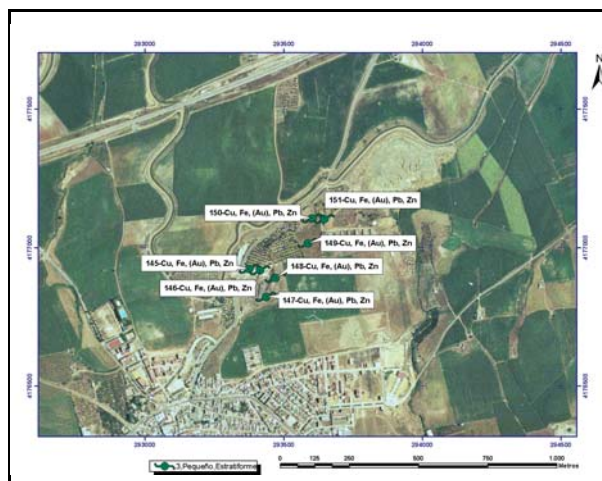 293000 293500 294000 294500
N
4177500
4177500
150-Cu, Fe, (Au), Pb, Zn
151-Cu, Fe, (Au), Pb, Zn
149-Cu, Fe, (Au), Pb, Zn
4177000
4177000
145-Cu, Fe, (Au), Pb, Zn
148-Cu, Fe, (Au), Pb, Zn
146-Cu, Fe, (Au), Pb, Zn
147-Cu, Fe, (Au), Pb, Zn
4176500
4176500
293000 293500 294000 294500
3,Pequeño,Estratiforme
0 125 250 500 750 1.000
Metros